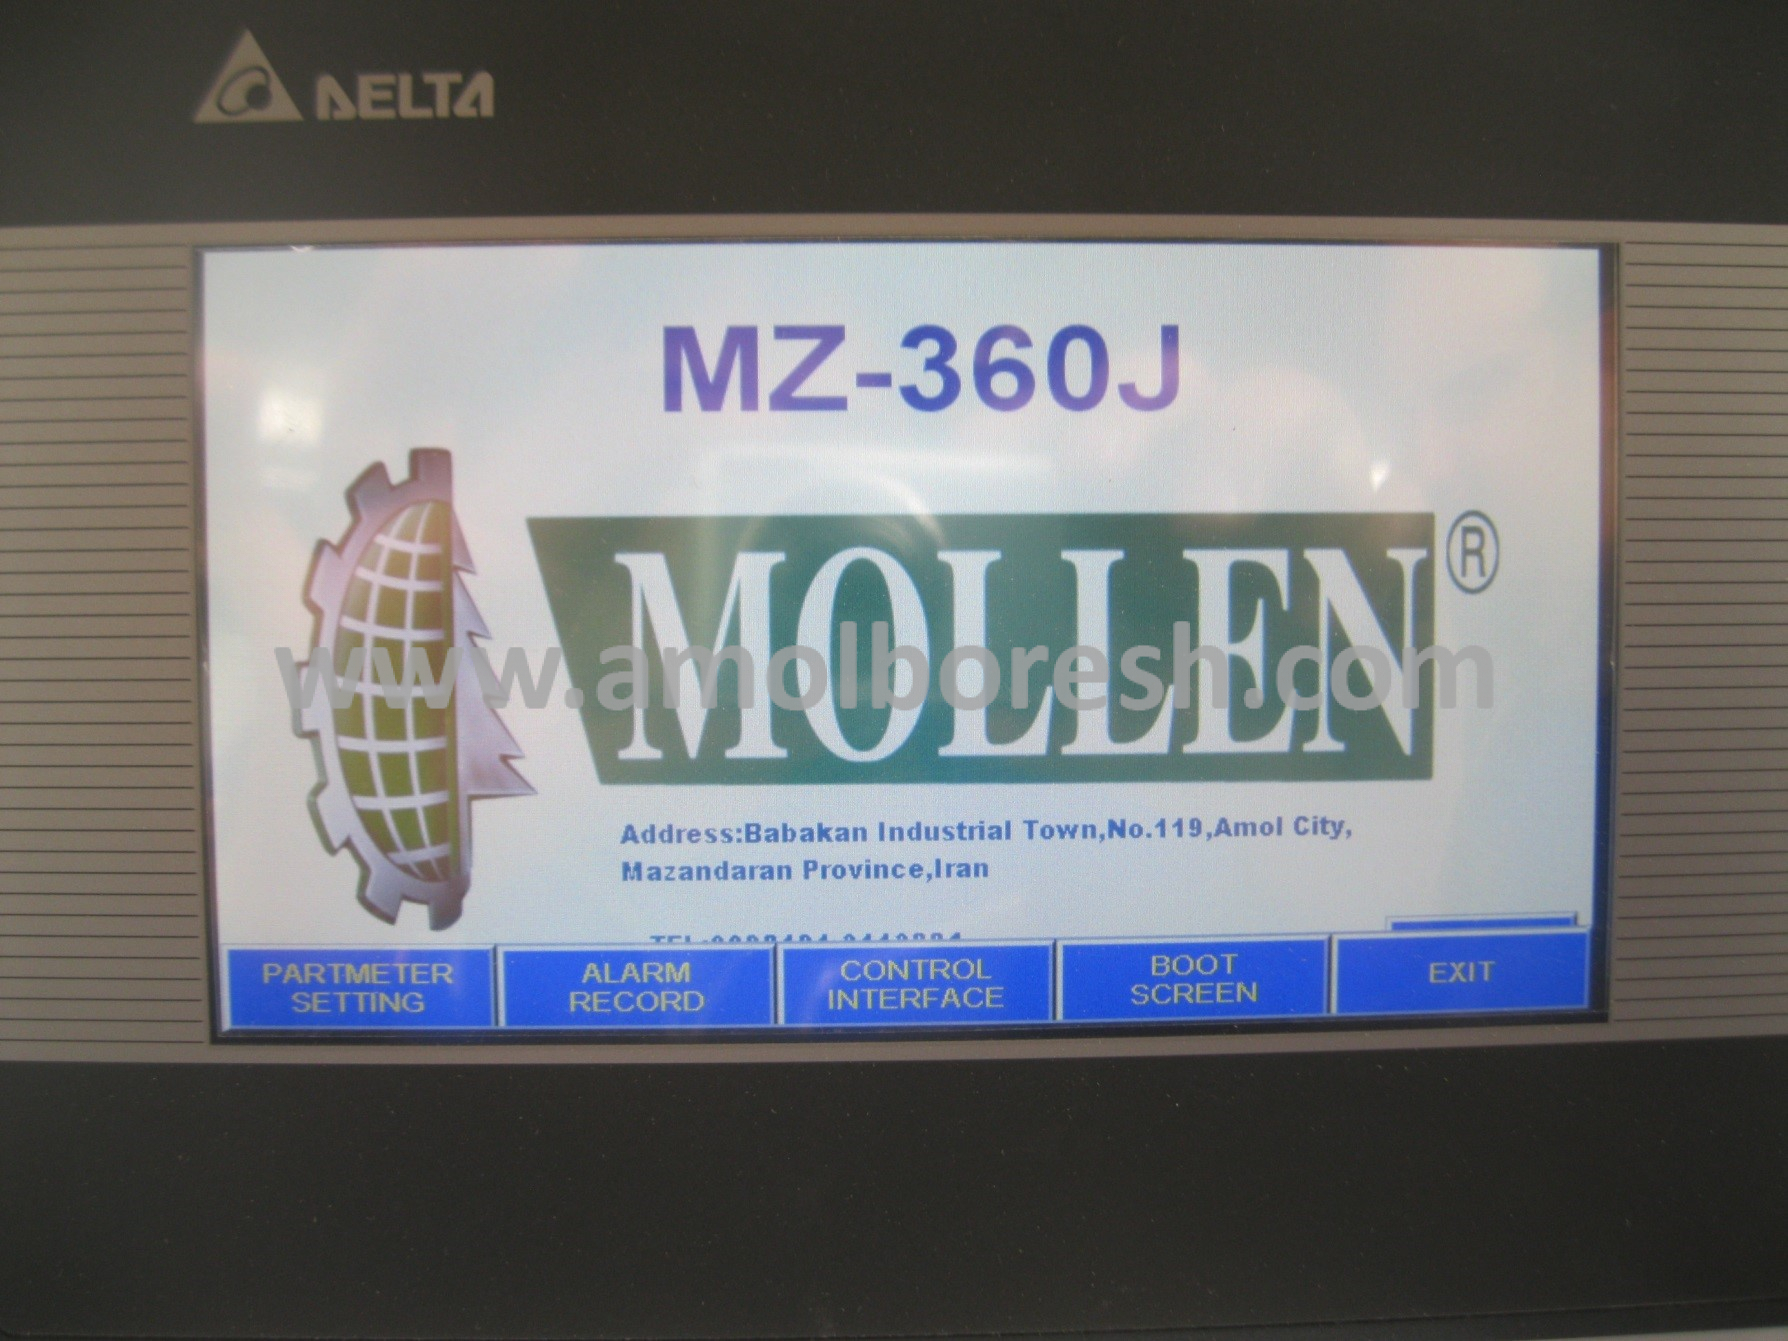 DELTA
MZ-360J
MOLLEN®
www.amolboresh.com
Address:Babakan Industrial Town,No.119,Amol City,
Mazandaran Province,Iran
PARTMETER SETTING
ALARM RECORD
CONTROL INTERFACE
BOOT SCREEN
EXIT